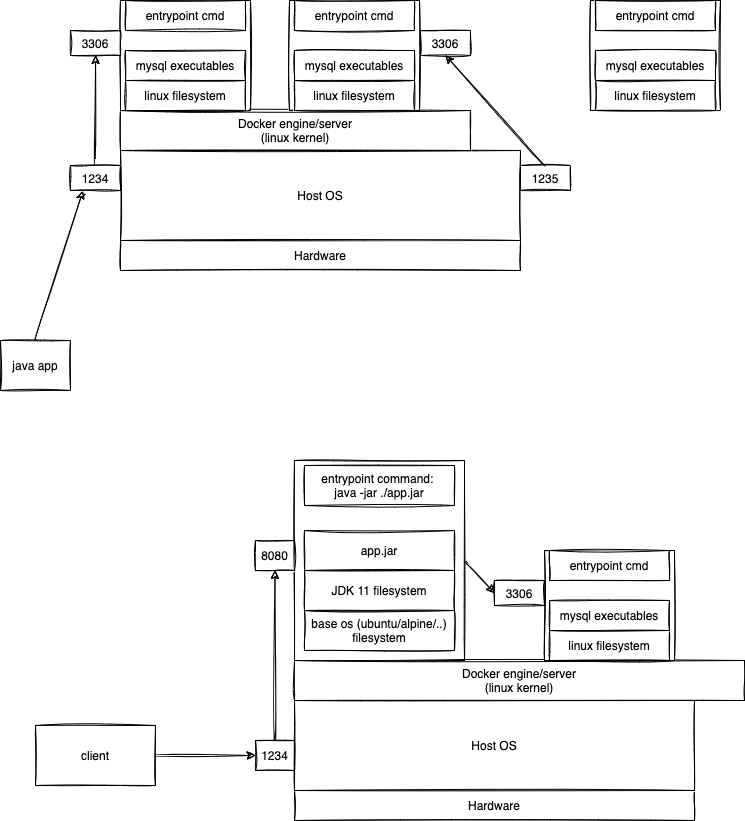 entrypoint cmd
entrypoint cmd
entrypoint cmd
3306
3306
mysql executables
mysql executables
mysql executables
linux filesystem
linux filesystem
linux filesystem
Docker engine/server
(linux kernel)
1234
1235
Host OS
Hardware
java app
entrypoint command:
java -jar ./app.jar
8080
app.jar
entrypoint cmd
JDK 11 filesystem
3306
mysql executables
base os (ubuntu/alpine/..)
filesystem
linux filesystem
Docker engine/server
(linux kernel)
Host OS
client
1234
Hardware